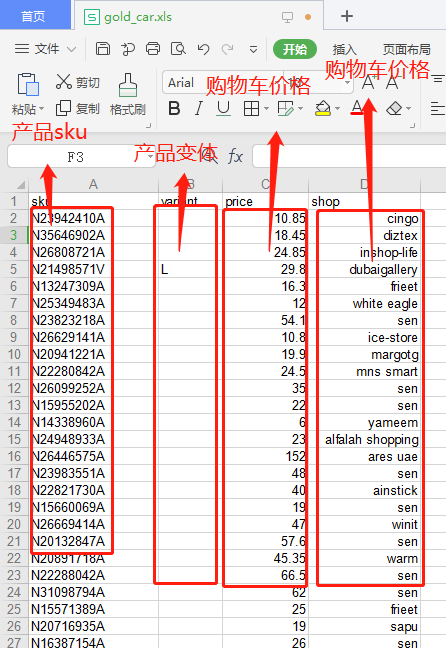 首页
S gold_car.xls
+
文件
开始
插入
页面布局
粘贴
剪切
复制
格式刷
Arial
A+ A-
B I U A
购物车价格
购物车价格
产品sku
产品变体
F3
fx
A B C D
1 sku variant price shop
2 N23942410A 10.85 cingo
3 N35646902A 18.45 diztex
4 N26808721A 24.85 inshop-life
5 N21498571V L 29.8 dubaigallery
6 N13247309A 16.3 frieet
7 N25349483A 12 white eagle
8 N23823218A 54.1 sen
9 N26629141A 10.8 ice-store
10 N20941221A 19.9 margotg
11 N22280842A 24.5 mns smart
12 N26099252A 35 sen
13 N15955202A 22 sen
14 N14338960A 6 yameem
15 N24948933A 23 alfalah shopping
16 N26446575A 152 ares uae
17 N23983551A 48 sen
18 N22821730A 40 ainstick
19 N15660069A 19 sen
20 N26669414A 47 winit
21 N20132847A 57.6 sen
22 N20891718A 45.35 warm
23 N22288042A 66.5 sen
24 N31098794A 62 sen
25 N15571389A 25 frieet
26 N20716935A 19 sapu
27 N16387154A 26 sen